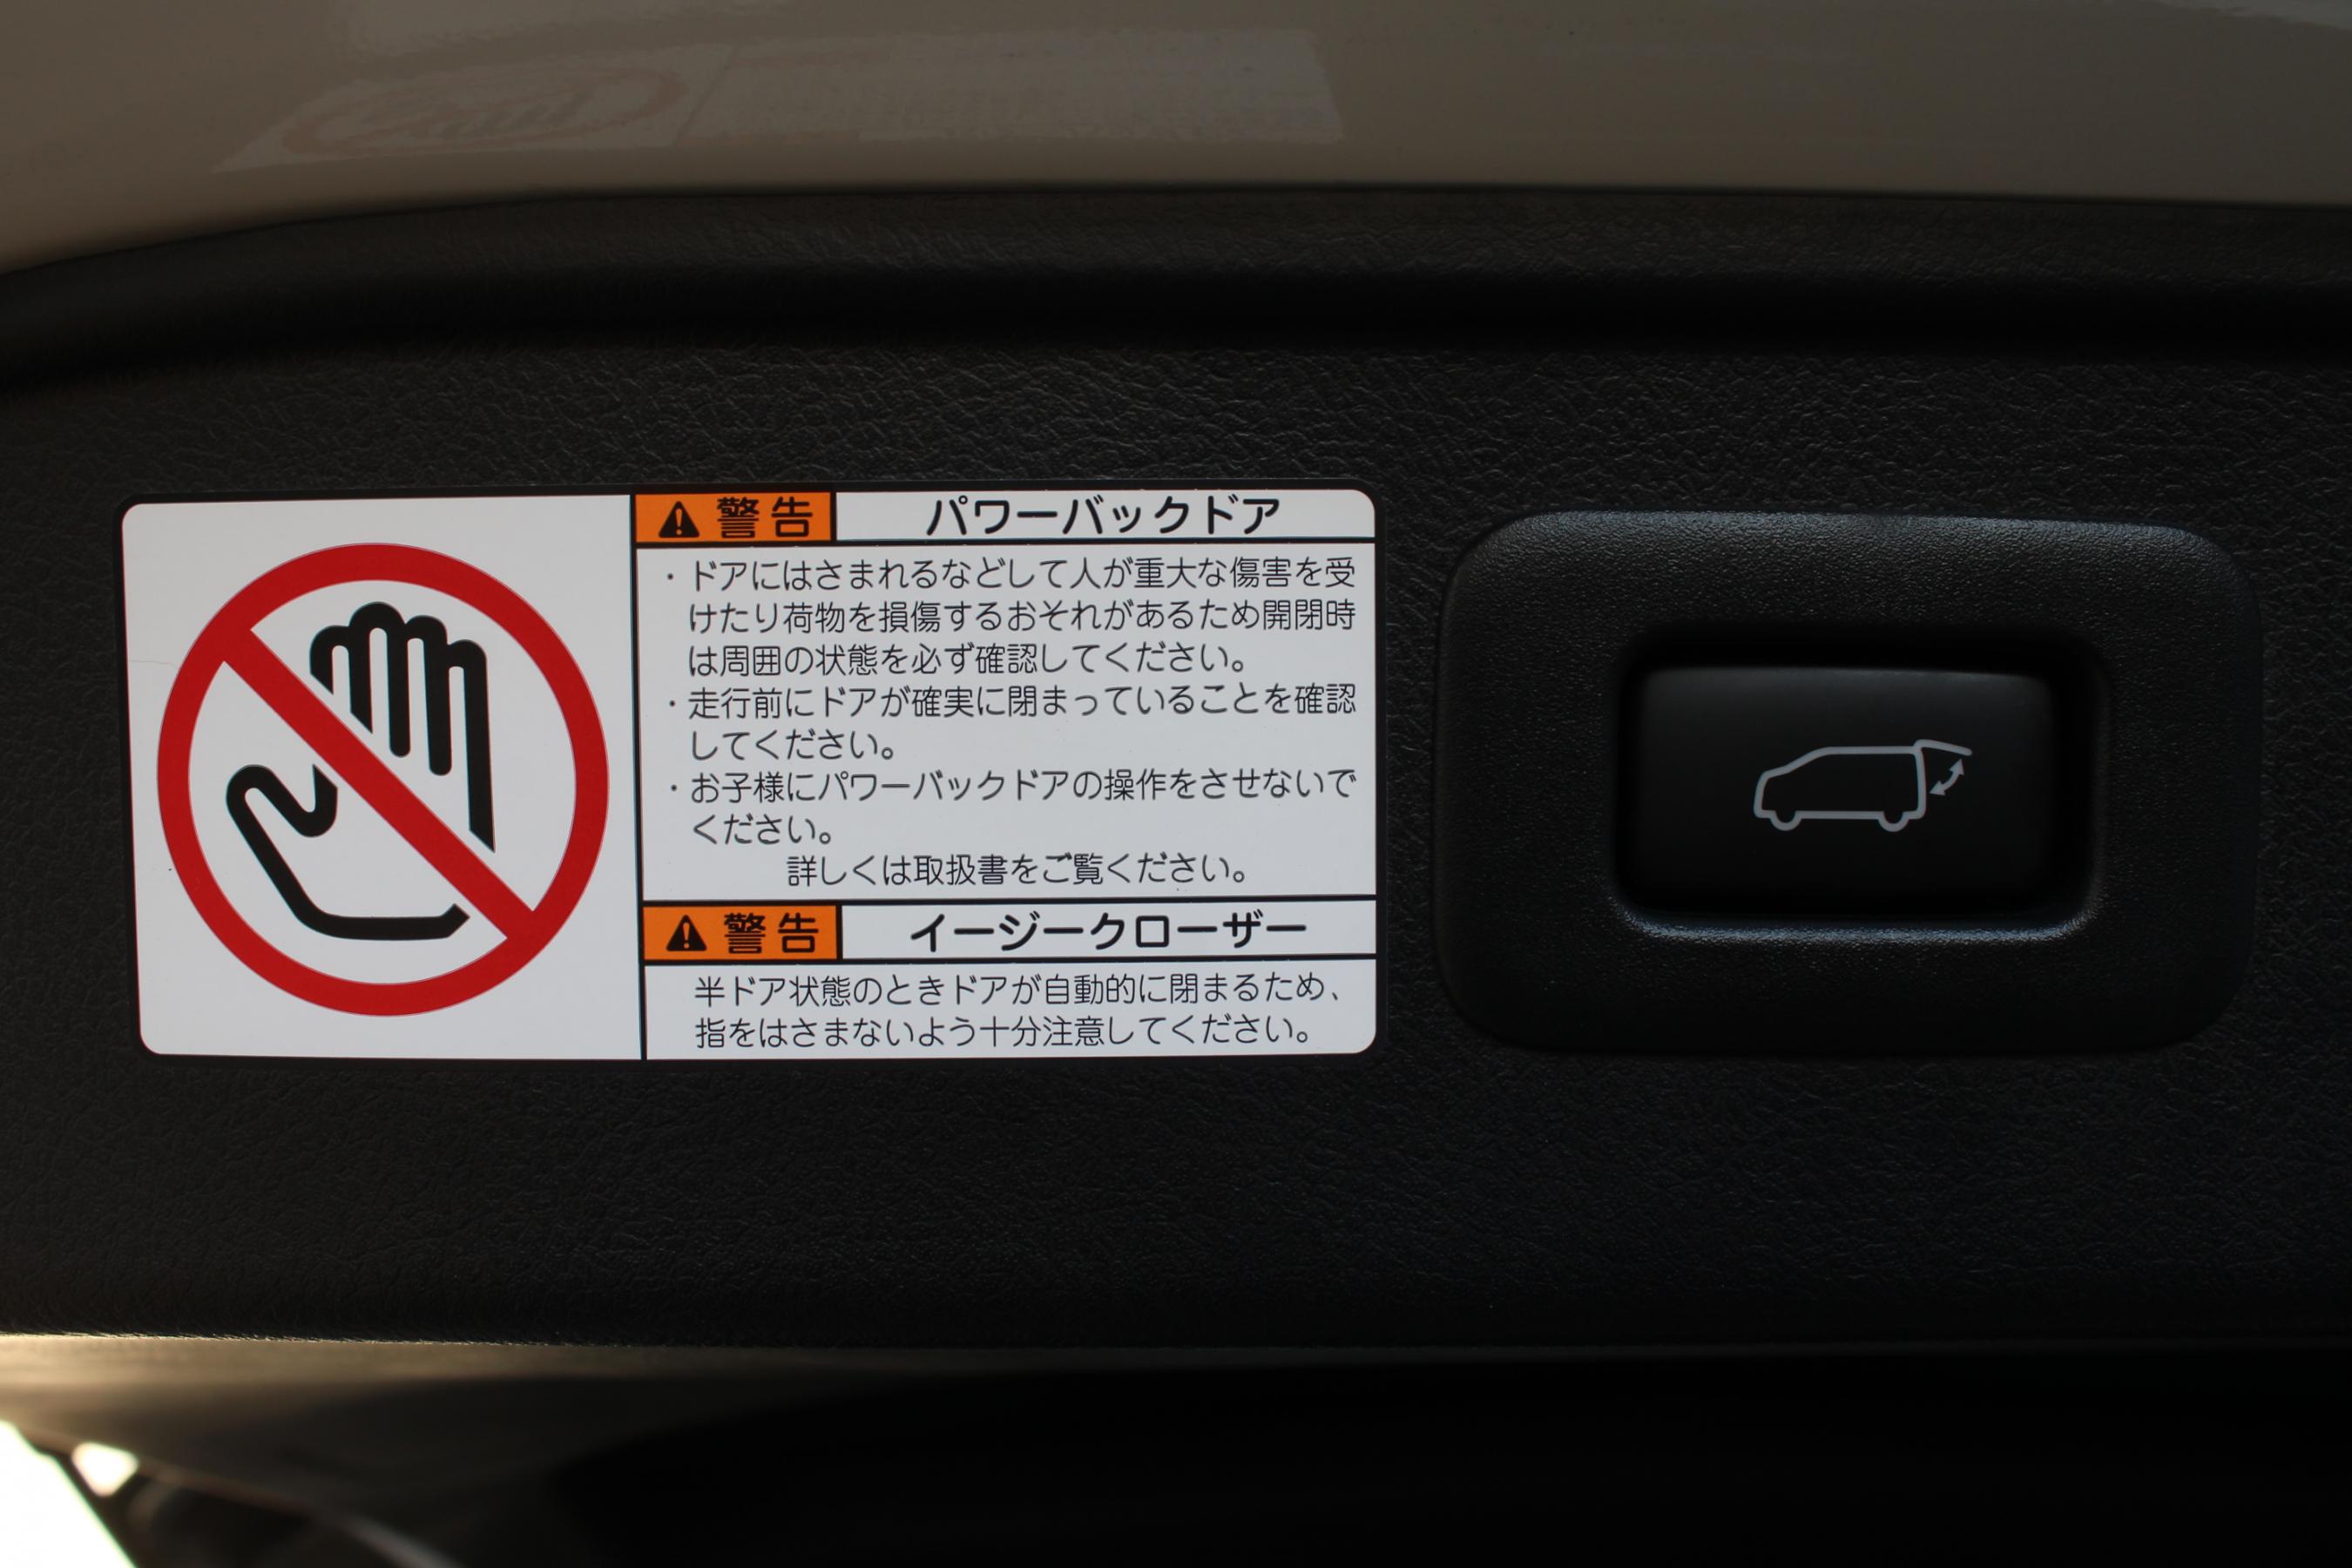 警告 パワーバックドア
・ドアにはさまれるなどして人が重大な傷害を受
けたり荷物を損傷するおそれがあるため開閉時
は周囲の状態を必ず確認してください。
・走行前にドアが確実に閉まっていることを確認
してください。
・お子様にパワーバックドアの操作をさせないで
ください。
詳しくは取扱書をご覧ください。
警告 イージークローザー
半ドア状態のときドアが自動的に閉まるため、
指をはさまないよう十分注意してください。